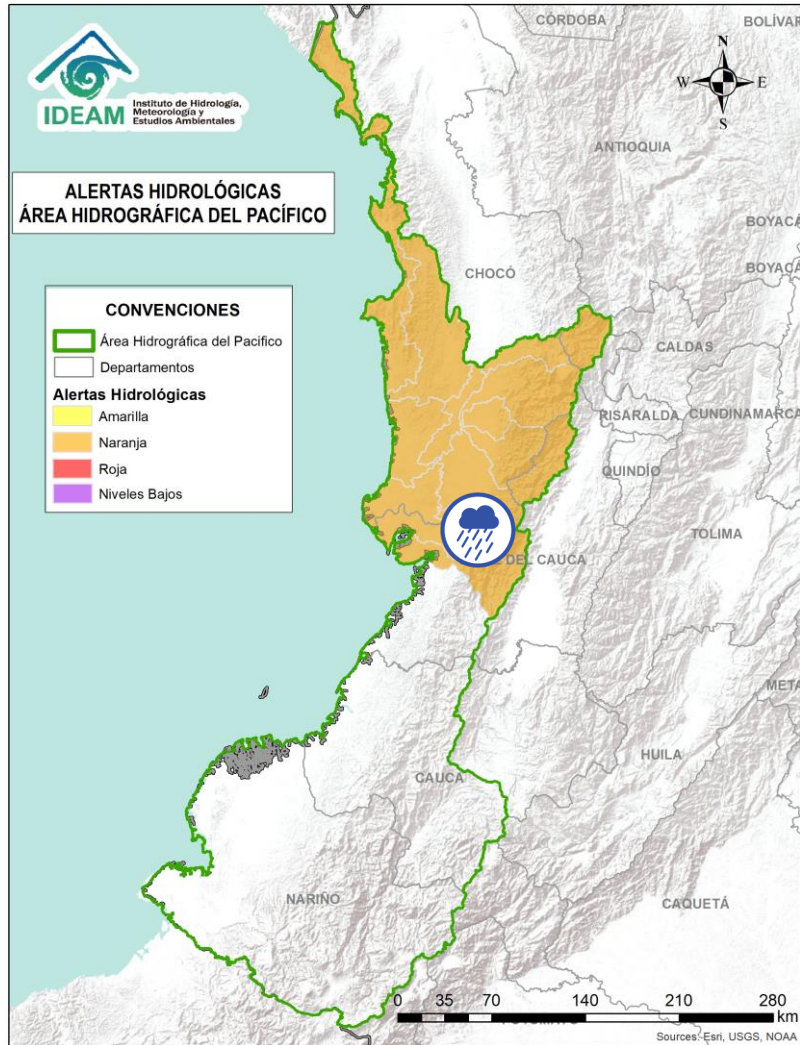 CÓRDOBA
BOLÍVAR
N
W E
S
IDEAM
Instituto de Hidrología,
Meteorología y
Estudios Ambientales
ANTIOQUIA
ALERTAS HIDROLÓGICAS
ÁREA HIDROGRÁFICA DEL PACÍFICO
BOYACÁ
BOYACÁ
CHOCÓ
CONVENCIONES
Área Hidrográfica del Pacifico
Departamentos
Alertas Hidrológicas
Amarilla
Naranja
Roja
Niveles Bajos
CALDAS
RISARALDA
CUNDINAMARCA
QUINDÍO
TOLIMA
DEL CAUCA
META
HUILA
CAUCA
NARIÑO
CAQUETÁ
0 35 70 140 210 280
km
Sources: Esri, USGS, NOAA